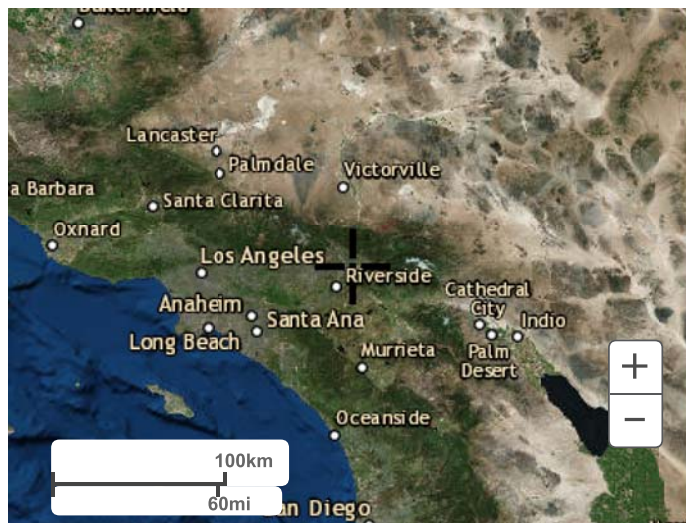 Bakersfield
Lancaster
Palmdale
Victorville
a Barbara
Santa Clarita
Oxnard
Los Angeles
Riverside
Cathedral
City
Anaheim
Santa Ana
Indio
Long Beach
Murrieta
Palm
Desert
+
−
Oceanside
100km
60mi
an Diego